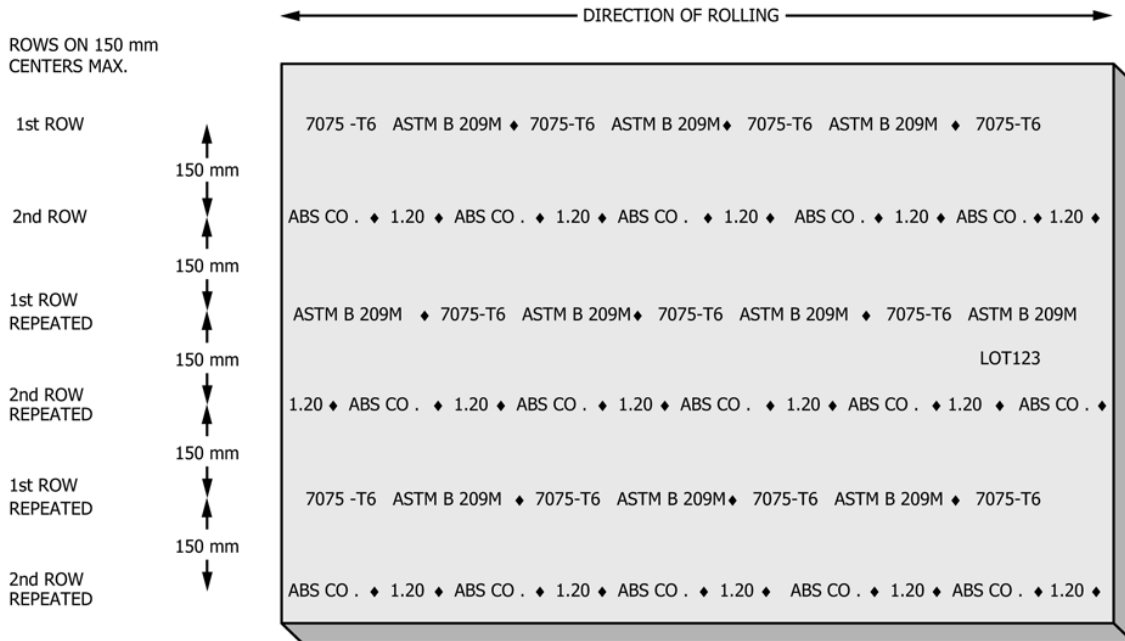 DIRECTION OF ROLLING
ROWS ON 150 mm
CENTERS MAX.
1st ROW
7075 -T6 ASTM B 209M ♦ 7075-T6 ASTM B 209M♦ 7075-T6 ASTM B 209M ♦ 7075-T6
150 mm
2nd ROW
ABS CO . ♦ 1.20 ♦ ABS CO . ♦ 1.20 ♦ ABS CO . ♦ 1.20 ♦ ABS CO . ♦ 1.20 ♦ ABS CO . ♦ 1.20 ♦
150 mm
1st ROW
REPEATED
ASTM B 209M ♦ 7075-T6 ASTM B 209M♦ 7075-T6 ASTM B 209M ♦ 7075-T6 ASTM B 209M
150 mm
LOT123
2nd ROW
REPEATED
1.20 ♦ ABS CO . ♦ 1.20 ♦ ABS CO . ♦ 1.20 ♦ ABS CO . ♦ 1.20 ♦ ABS CO . ♦ 1.20 ♦ ABS CO . ♦
150 mm
1st ROW
REPEATED
7075 -T6 ASTM B 209M ♦ 7075-T6 ASTM B 209M♦ 7075-T6 ASTM B 209M ♦ 7075-T6
150 mm
2nd ROW
REPEATED
ABS CO . ♦ 1.20 ♦ ABS CO . ♦ 1.20 ♦ ABS CO . ♦ 1.20 ♦ ABS CO . ♦ 1.20 ♦ ABS CO . ♦ 1.20 ♦